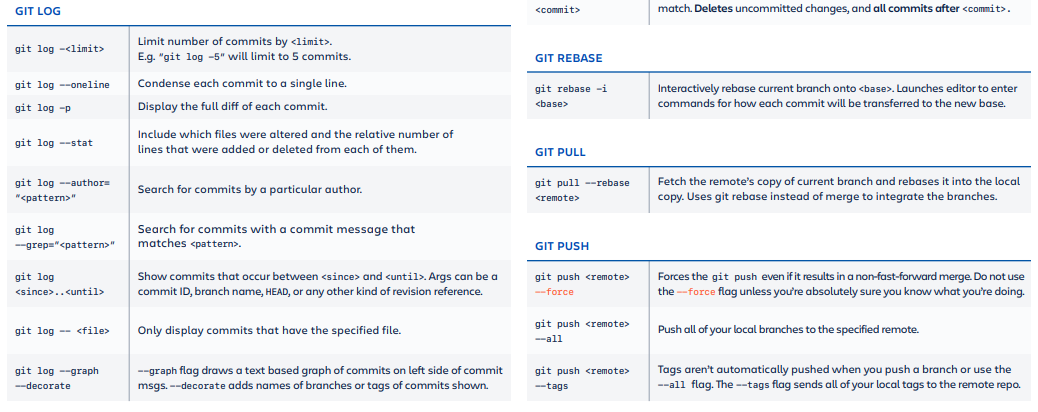 GIT LOG
git log -<limit>
Limit number of commits by <limit>.
E.g. "git log -5" will limit to 5 commits.
git log --oneline
Condense each commit to a single line.
git log -p
Display the full diff of each commit.
git log --stat
Include which files were altered and the relative number of
lines that were added or deleted from each of them.
git log --author=
"<pattern>"
Search for commits by a particular author.
git log
--grep="<pattern>"
Search for commits with a commit message that
matches <pattern>.
git log
<since>..<until>
Show commits that occur between <since> and <until>. Args can be a
commit ID, branch name, HEAD, or any other kind of revision reference.
git log -- <file>
Only display commits that have the specified file.
git log --graph
--decorate
--graph flag draws a text based graph of commits on left side of commit
msgs. --decorate adds names of branches or tags of commits shown.
<commit>
match. Deletes uncommitted changes, and all commits after <commit>.
GIT REBASE
git rebase -i
<base>
Interactively rebase current branch onto <base>. Launches editor to enter
commands for how each commit will be transferred to the new base.
GIT PULL
git pull --rebase
<remote>
Fetch the remote's copy of current branch and rebases it into the local
copy. Uses git rebase instead of merge to integrate the branches.
GIT PUSH
git push <remote>
--force
Forces the git push even if it results in a non-fast-forward merge. Do not use
the --force flag unless you're absolutely sure you know what you're doing.
git push <remote>
--all
Push all of your local branches to the specified remote.
git push <remote>
--tags
Tags aren't automatically pushed when you push a branch or use the
--all flag. The --tags flag sends all of your local tags to the remote repo.